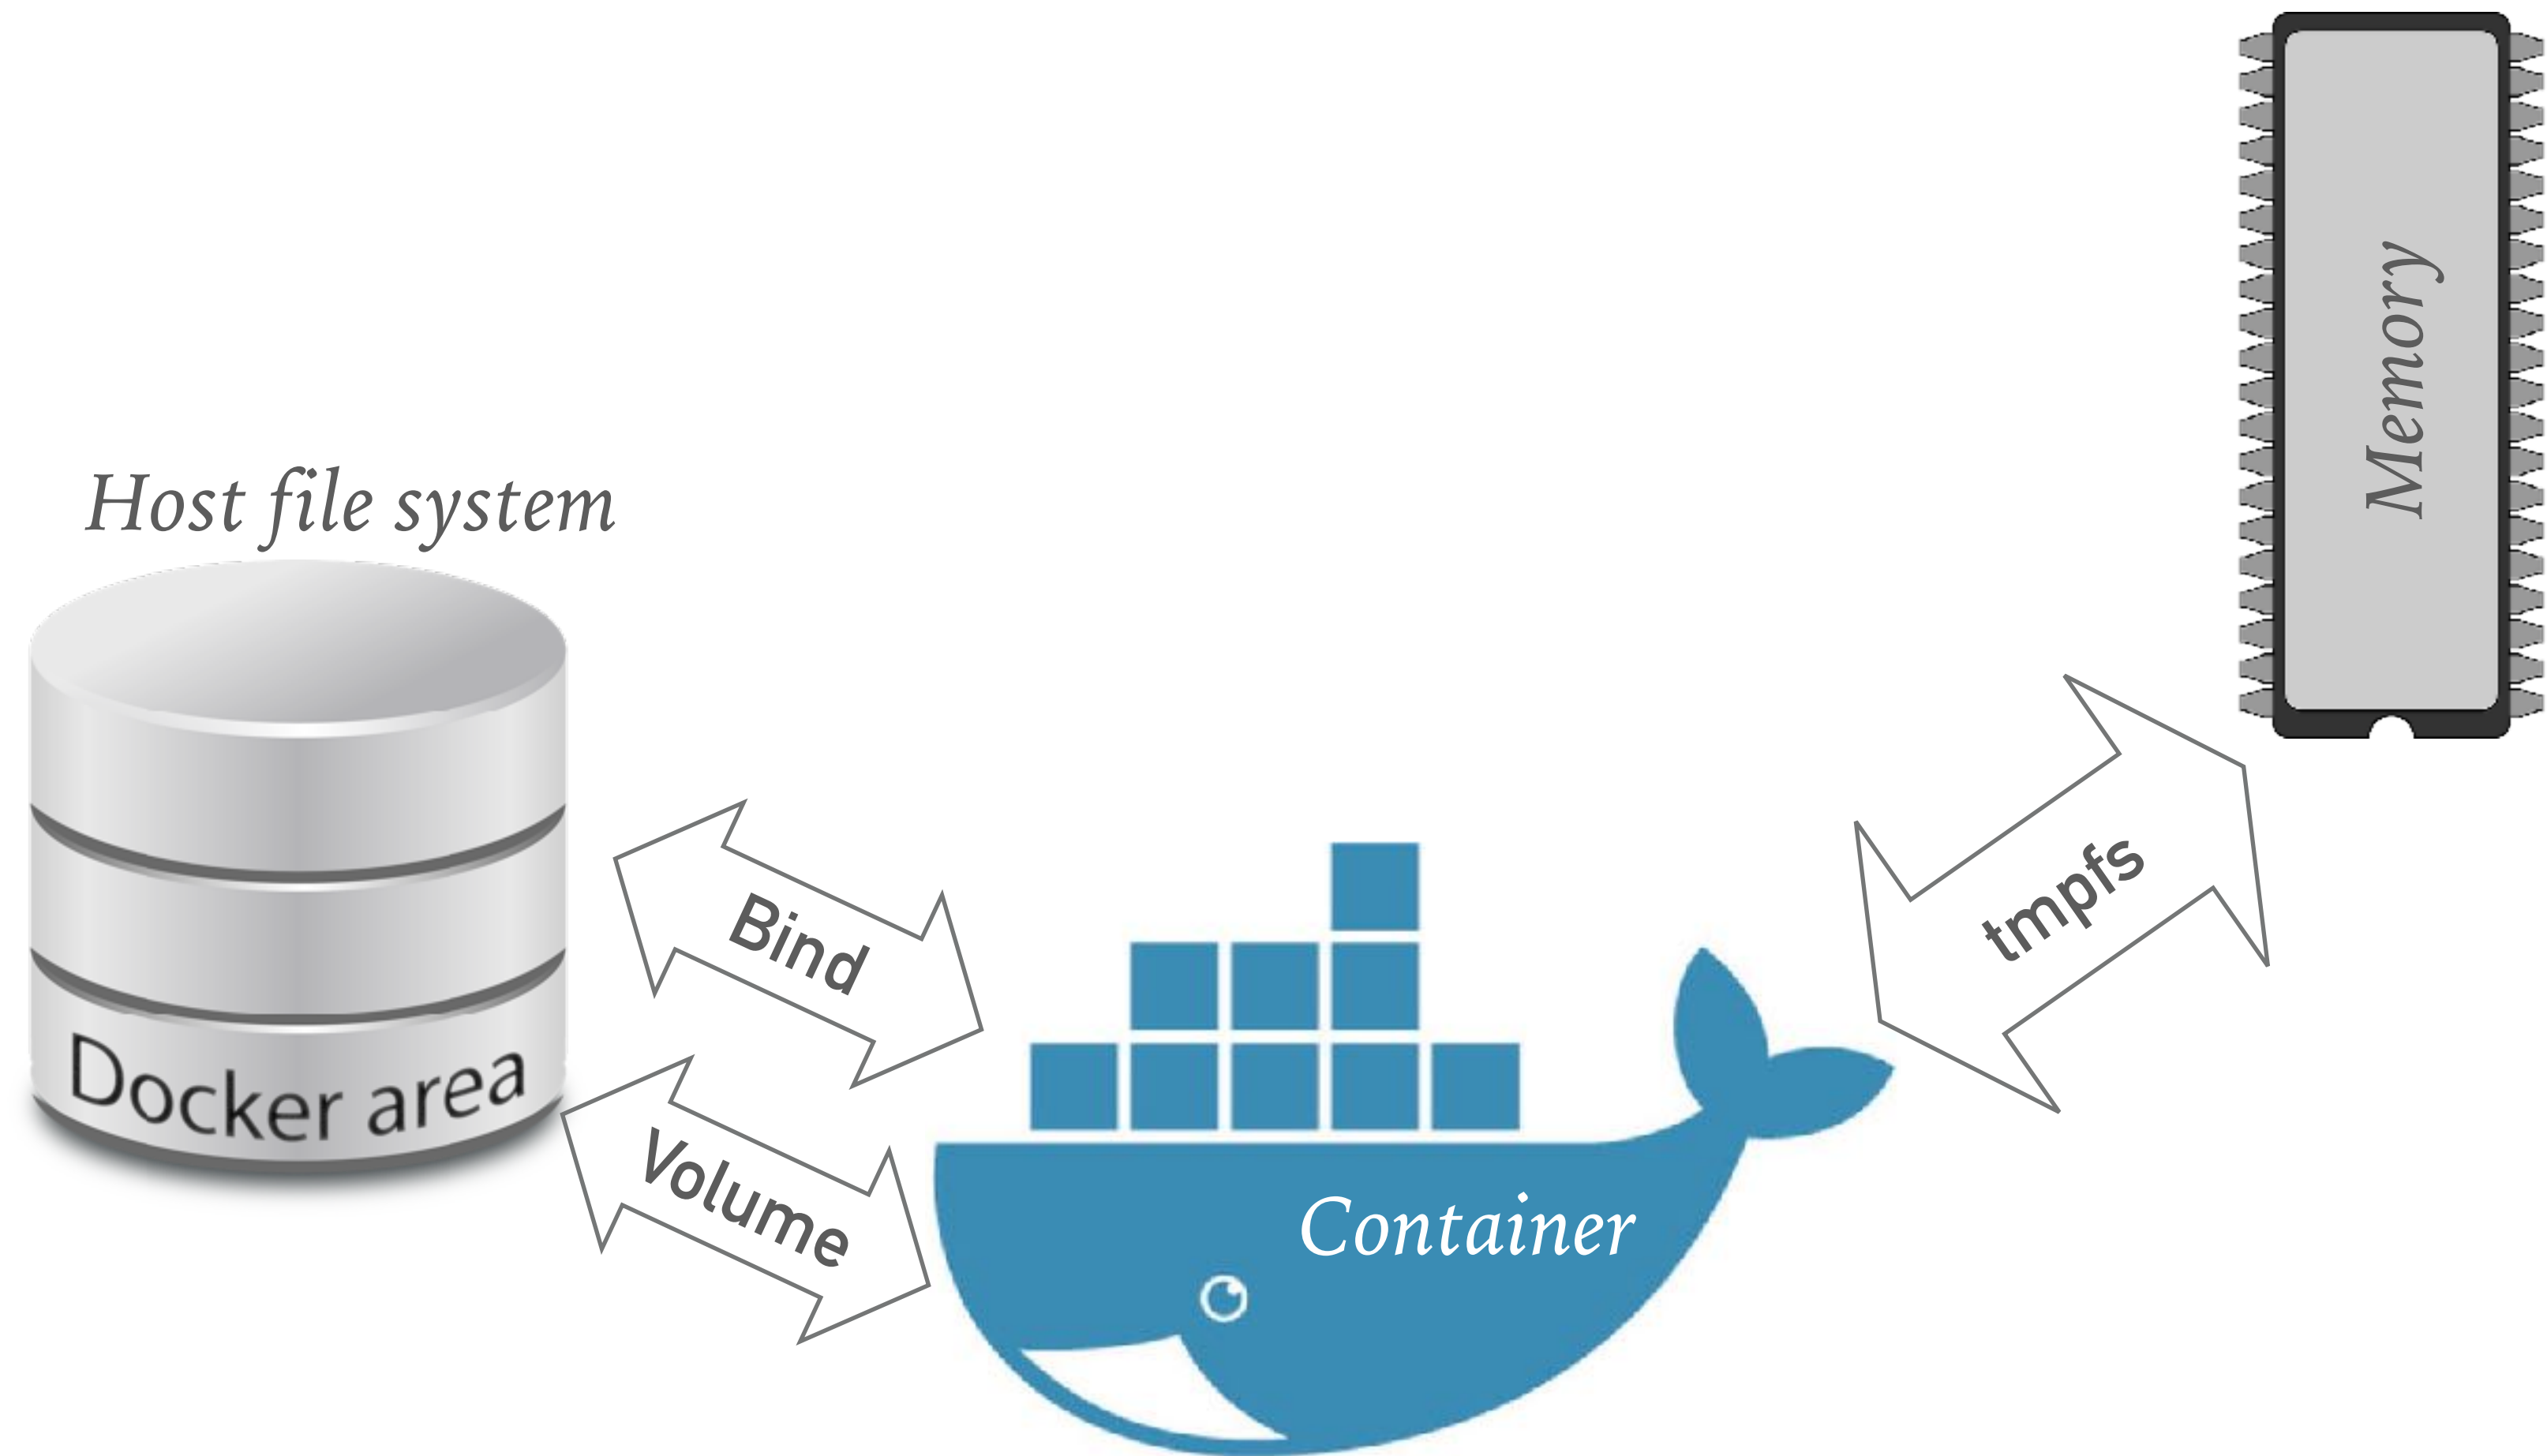 Memory
Host file system
Bind
tmpfs
Docker area
Volume
Container